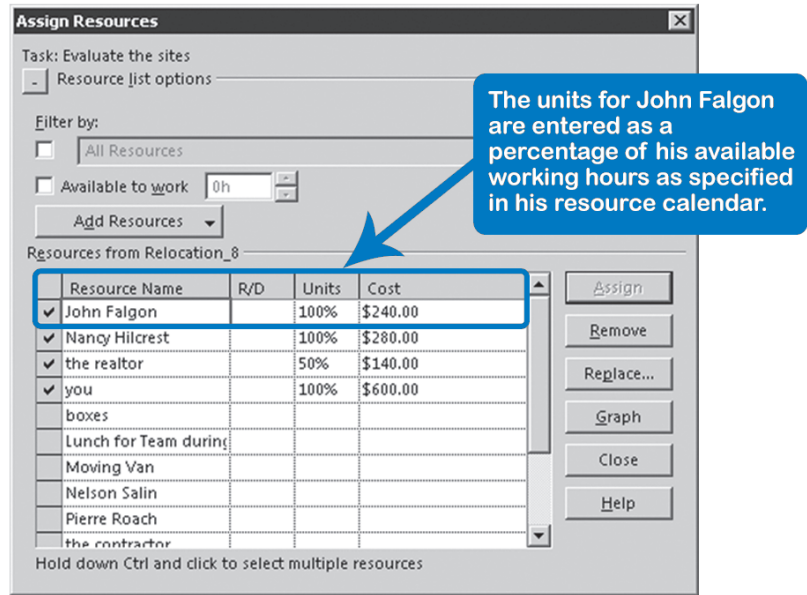 Assign Resources
Task: Evaluate the sites
- Resource list options
The units for John Falgon
are entered as a
percentage of his available
working hours as specified
in his resource calendar.
Filter by:
All Resources
Available to work 0h
Add Resources
Resources from Relocation_8
Resource Name R/D Units Cost
John Falgon 100% $240.00
Nancy Hilcrest 100% $280.00
the realtor 50% $140.00
you 100% $600.00
boxes
Lunch for Team during
Moving Van
Nelson Salin
Pierre Roach
the contractor
Assign
Remove
Replace...
Graph
Close
Help
Hold down Ctrl and click to select multiple resources